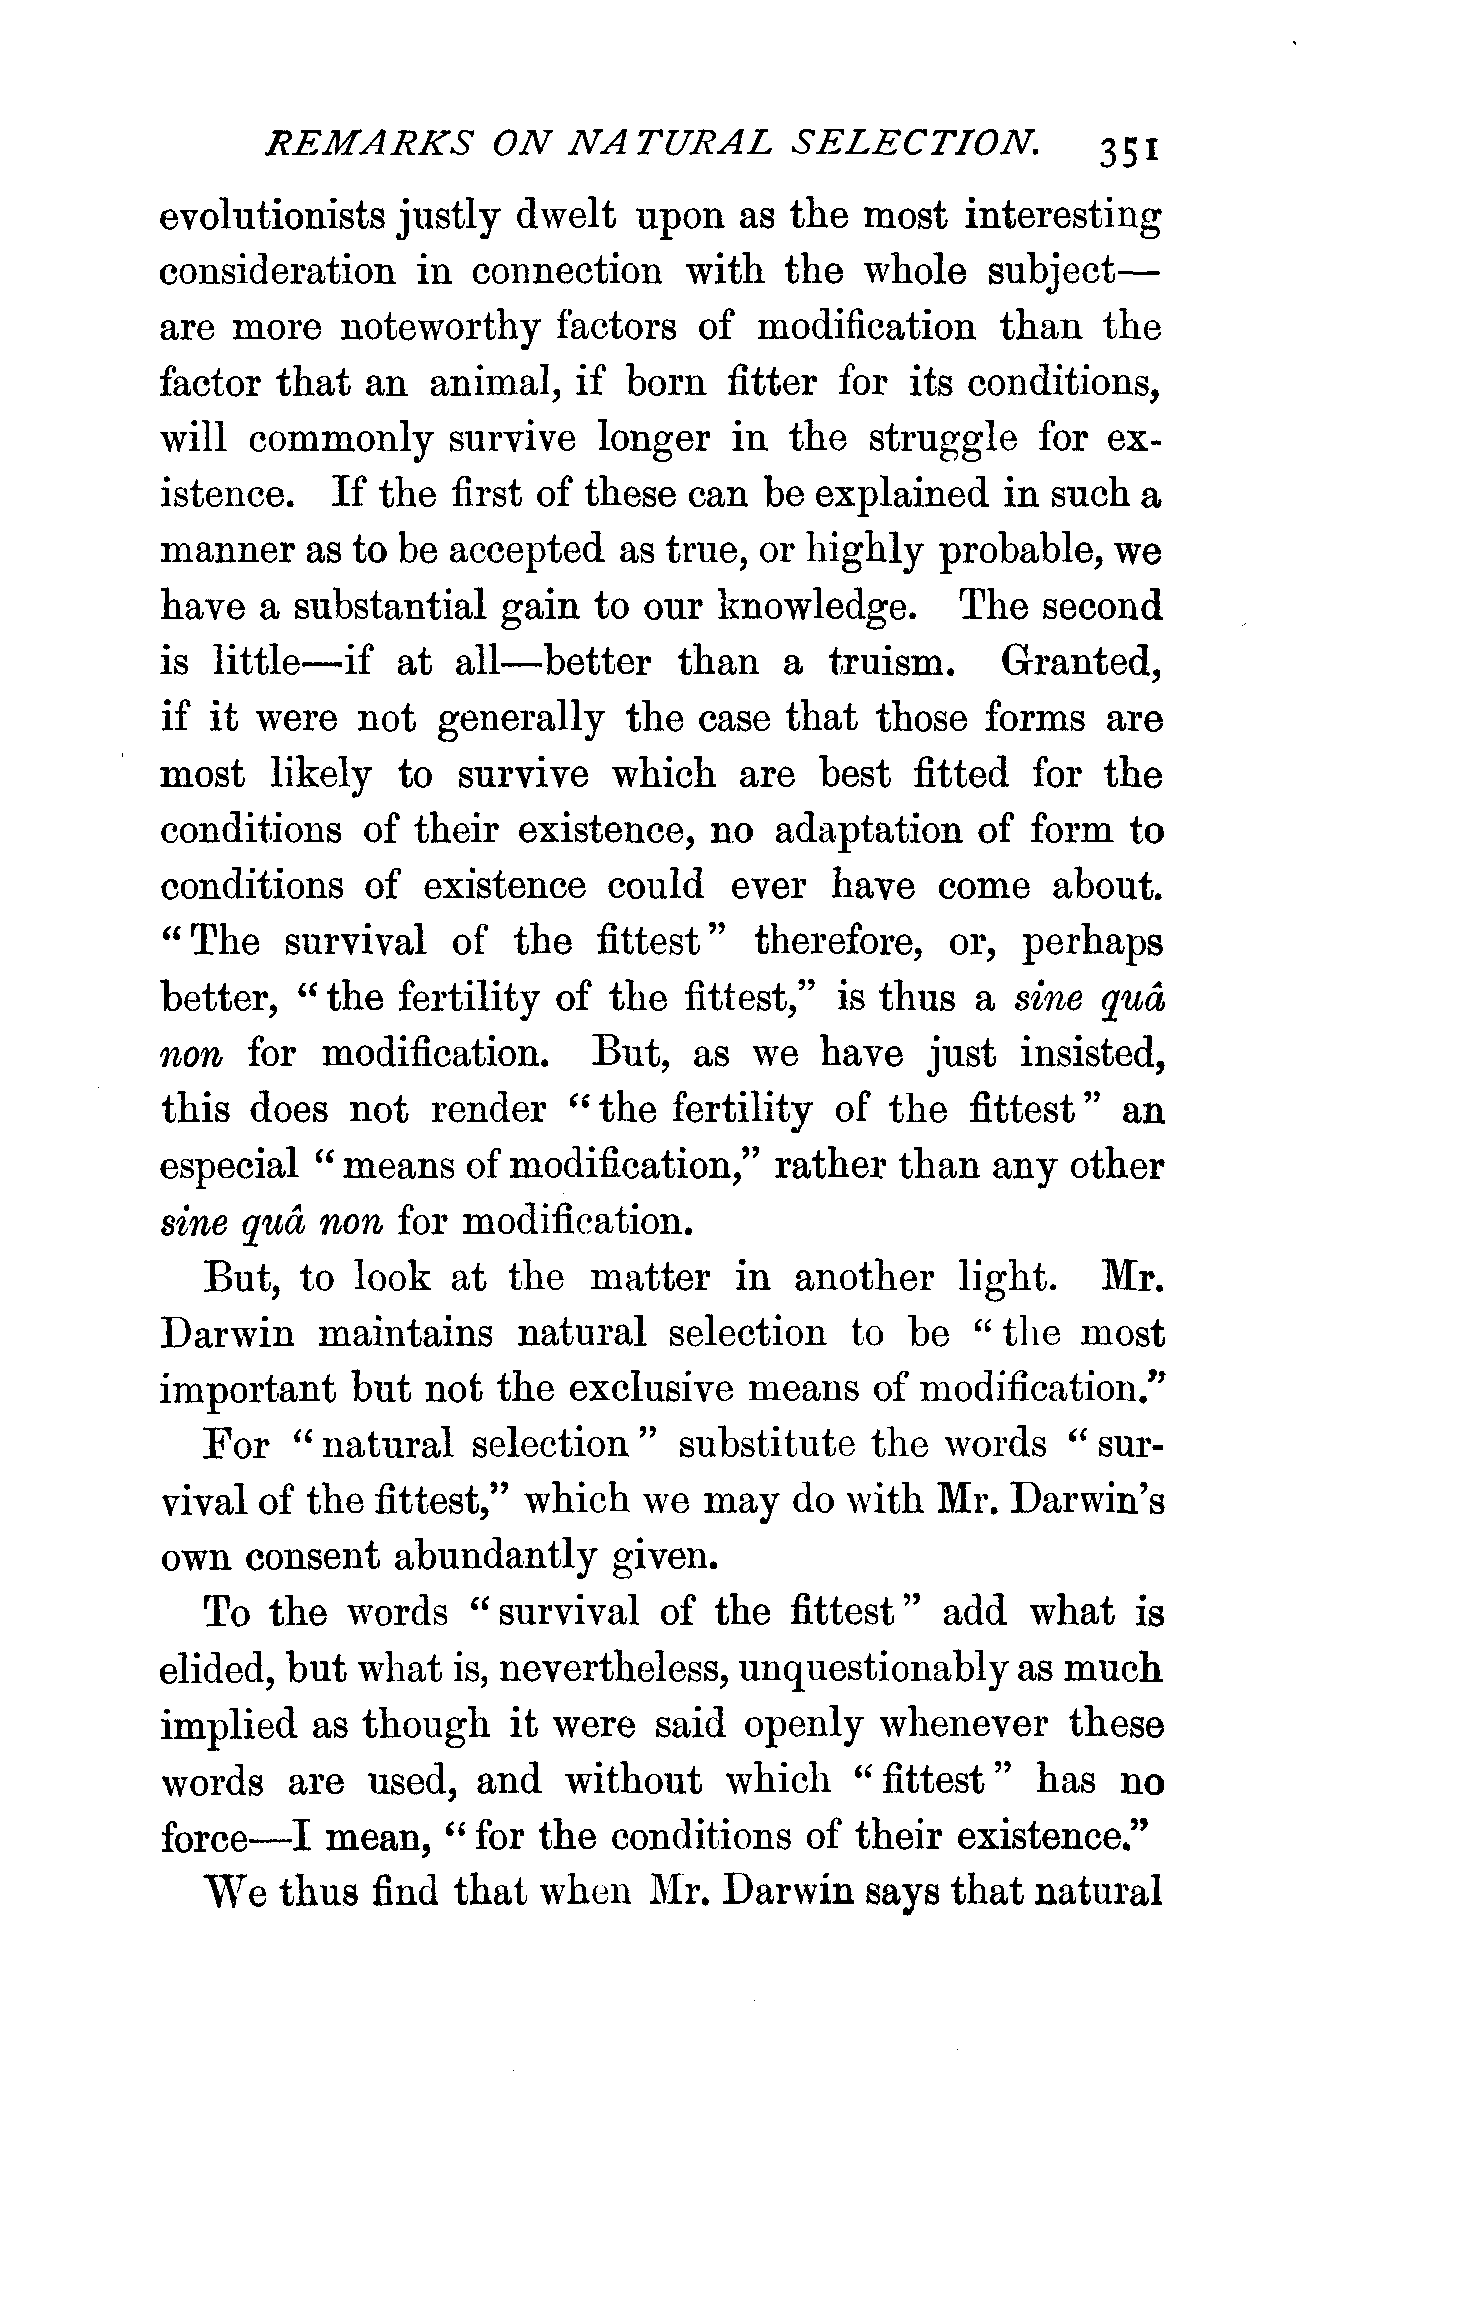 REMARKS ON NATURAL SELECTION. 351
evolutionists justly dwelt upon as the most interesting
consideration in connection with the whole subject—
are more noteworthy factors of modification than the
factor that an animal, if born fitter for its conditions,
will commonly survive longer in the struggle for ex-
istence. If the first of these can be explained in such a
manner as to be accepted as true, or highly probable, we
have a substantial gain to our knowledge. The second
is little—if at all—better than a truism. Granted,
if it were not generally the case that those forms are
most likely to survive which are best fitted for the
conditions of their existence, no adaptation of form to
conditions of existence could ever have come about.
“The survival of the fittest” therefore, or, perhaps
better, “the fertility of the fittest,” is thus a sine quâ
non for modification. But, as we have just insisted,
this does not render “the fertility of the fittest” an
especial “means of modification,” rather than any other
sine quâ non for modification.
But, to look at the matter in another light. Mr.
Darwin maintains natural selection to be “the most
important but not the exclusive means of modification.”
For “natural selection” substitute the words “sur-
vival of the fittest,” which we may do with Mr. Darwin’s
own consent abundantly given.
To the words “survival of the fittest” add what is
elided, but what is, nevertheless, unquestionably as much
implied as though it were said openly whenever these
words are used, and without which “fittest” has no
force—I mean, “for the conditions of their existence.”
We thus find that when Mr. Darwin says that natural